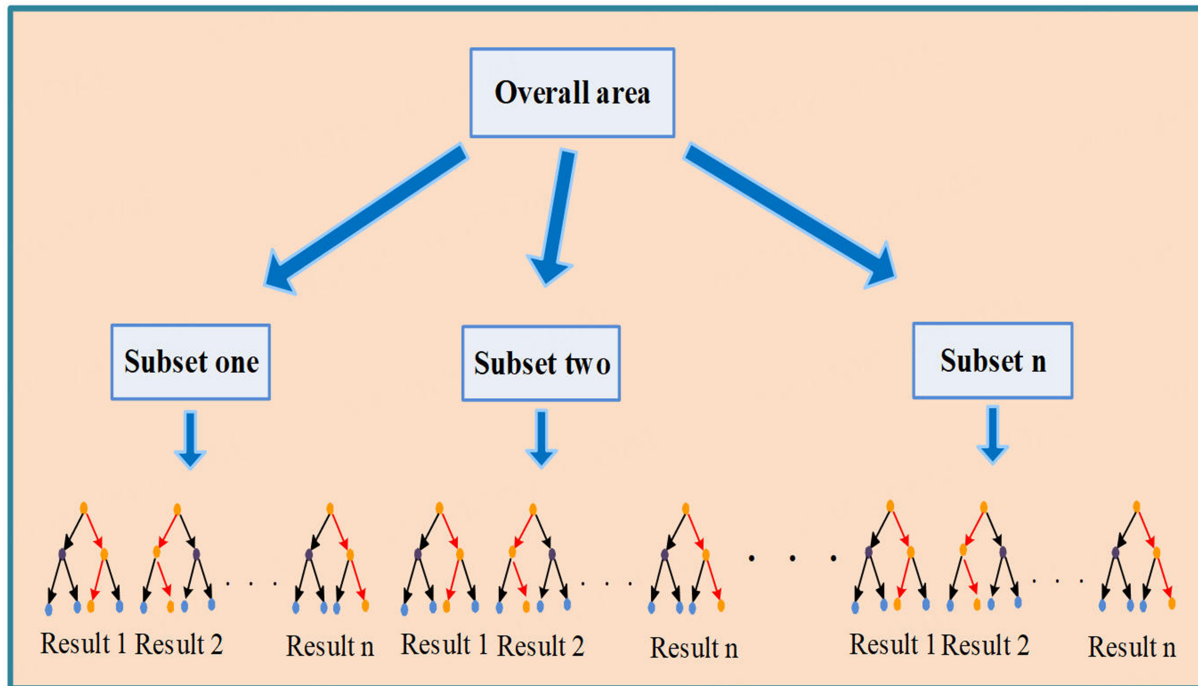 Overall area
Subset one
Subset two
Subset n
Result 1 Result 2 Result n Result 1 Result 2 Result n Result 1 Result 2 Result n